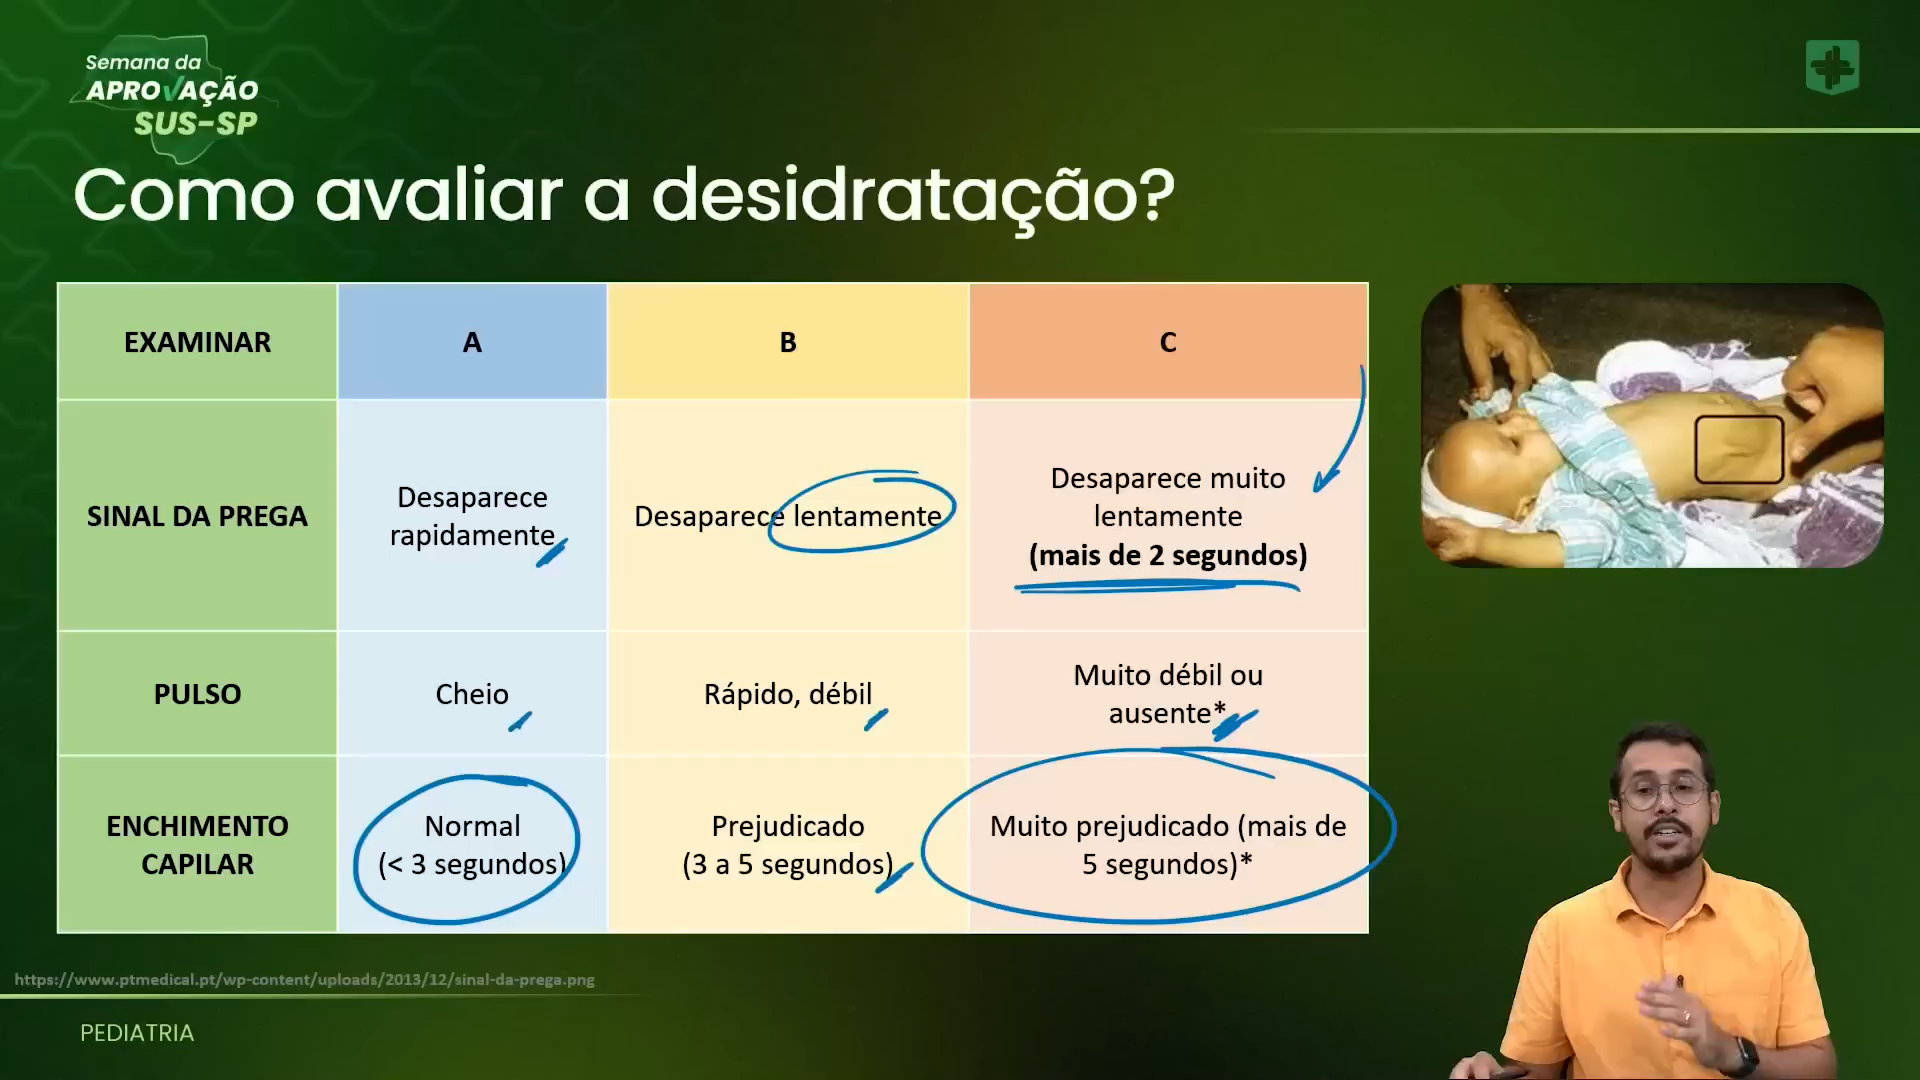 Semana da
APROVAÇÃO
SUS-SP
Como avaliar a desidratação?
EXAMINAR
A
B
C
SINAL DA PREGA
Desaparece
rapidamente
Desaparece lentamente
Desaparece muito
lentamente
(mais de 2 segundos)
PULSO
Cheio
Rápido, débil
Muito débil ou
ausente*
ENCHIMENTO
CAPILAR
Normal
(< 3 segundos)
Prejudicado
(3 a 5 segundos)
Muito prejudicado (mais de
5 segundos)*
https://www.ptmedical.pt/wp-content/uploads/2013/12/sinal-da-prega.png
PEDIATRIA